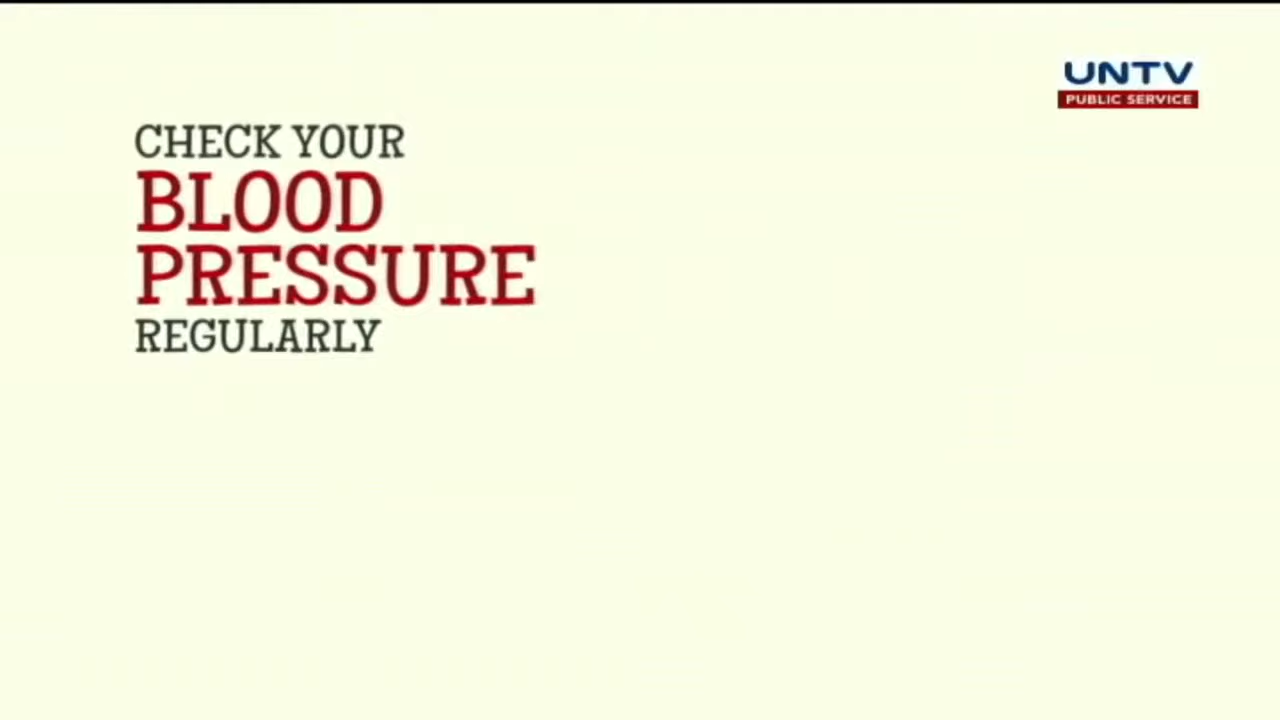 UNTV
PUBLIC SERVICE
CHECK YOUR
BLOOD
PRESSURE
REGULARLY